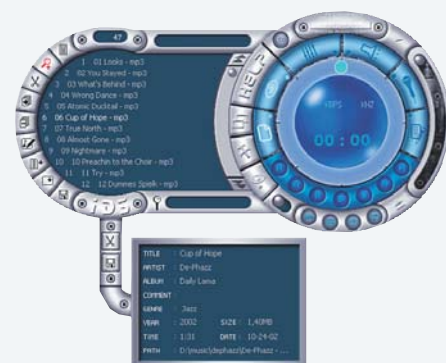 47
1 01 Looks - mp3
2 02 You Stayed - mp3
3 03 What's Behind - mp3
4 04 Wrong Dance - mp3
5 05 Atomic Ducktail - mp3
6 06 Cup of Hope - mp3
7 07 True North - mp3
8 08 Almost Gone - mp3
9 09 Nightmare - mp3
10 10 Preachin to the Choir - mp3
11 11 Try - mp3
12 12 Dummes Spielk - mp3
HELP
KBPS KHZ
00:00
TITLE : Cup of Hope
ARTIST : De-Phazz
ALBUM : Daily Lama
COMMENT :
GENRE : Jazz
YEAR : 2002 SIZE : 1,40MB
TIME : 1:31 DATE : 10-24-02
PATH : D:\music\dephazz\De-Phazz - ...